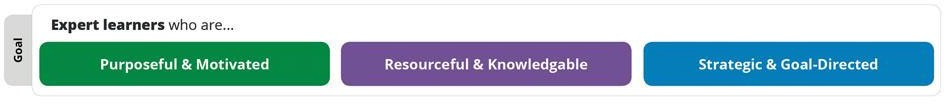 Goal
Expert learners who are...
Purposeful & Motivated
Resourceful & Knowledgable
Strategic & Goal-Directed